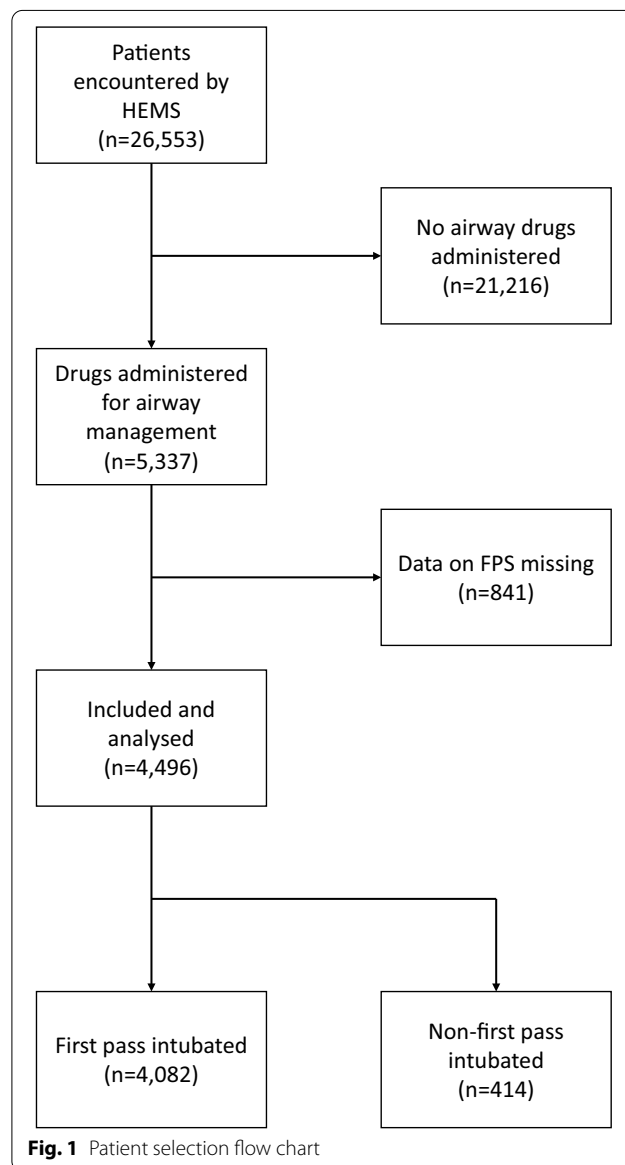 Patients
encountered by
HEMS
(n=26,553)
No airway drugs
administered
(n=21,216)
Drugs administered
for airway
management
(n=5,337)
Data on FPS missing
(n=841)
Included and
analysed
(n=4,496)
First pass intubated
(n=4,082)
Non-first pass
intubated
(n=414)
Fig. 1 Patient selection flow chart